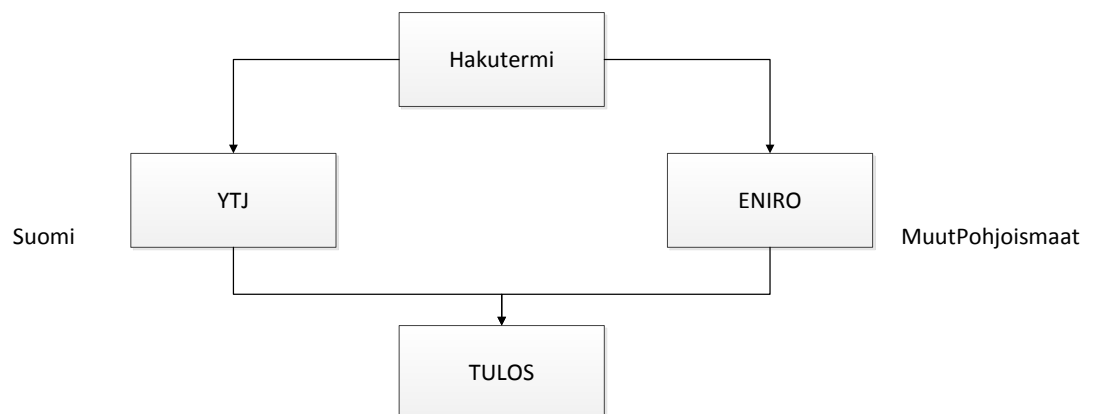 Hakutermi
YTJ
ENIRO
Suomi
MuutPohjoismaat
TULOS